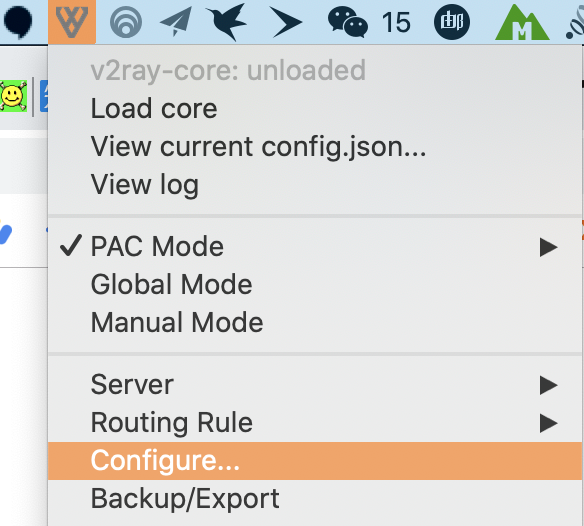 15
v2ray-core: unloaded
Load core
View current config.json...
View log
PAC Mode
Global Mode
Manual Mode
Server
Routing Rule
Configure...
Backup/Export